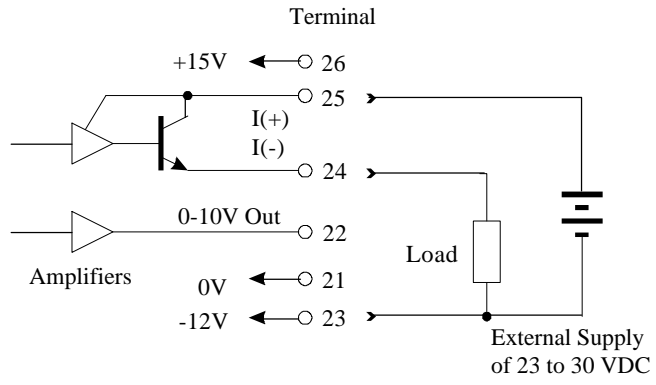 Terminal
+15V 26
25
I(+)
I(-)
24
0-10V Out 22
Amplifiers
Load
0V 21
-12V 23
External Supply
of 23 to 30 VDC